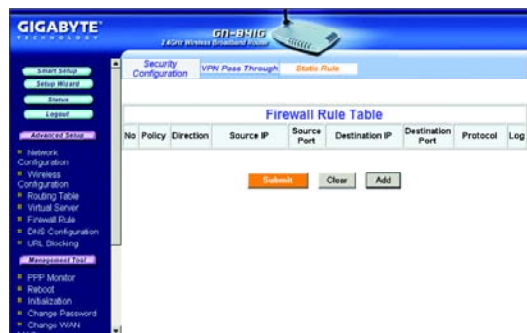 GIGABYTE™
TECHNOLOGY
GN-B41G
2.4GHz Wireless Broadband Router
Smart Setup
Setup Wizard
Status
Logout
Advanced Setup
Network Configuration
Wireless Configuration
Routing Table
Virtual Server
Firewall Rule
DNS Configuration
URL Blocking
Management Tool
PPP Monitor
Reboot
Initialization
Change Password
Change WAN
Security Configuration
VPN Pass Through
Static Rule
Firewall Rule Table
No Policy Direction Source IP Source Port Destination IP Destination Port Protocol Log
Submit Clear Add